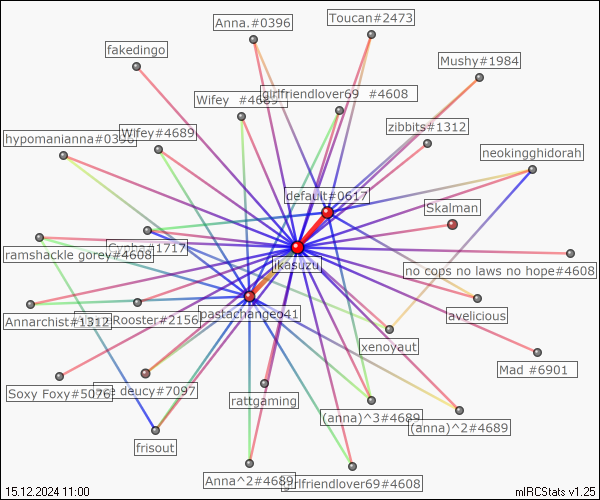 Anna.#0396
Toucan#2473
fakedingo
Mushy#1984
Wifey #4689
girlfriendlover69 #4608
zibbits#1312
hypomanianna#0396
Wifey#4689
neokingghidorah
default#0617
Skalman
ramshackle gorey#4608
Cypha#1717
ikasuzu
no cops no laws no hope#4608
pastachangeo41
Annarchist#1312
Rooster#2156
avelicious
xenoyaut
Mad #6901
Soxy Foxy#5076
deucy#7097
rattgaming
(anna)^3#4689
(anna)^2#4689
frisout
Anna^2#4689
girlfriendlover69#4608
15.12.2024 11:00
mIRCStats v1.25